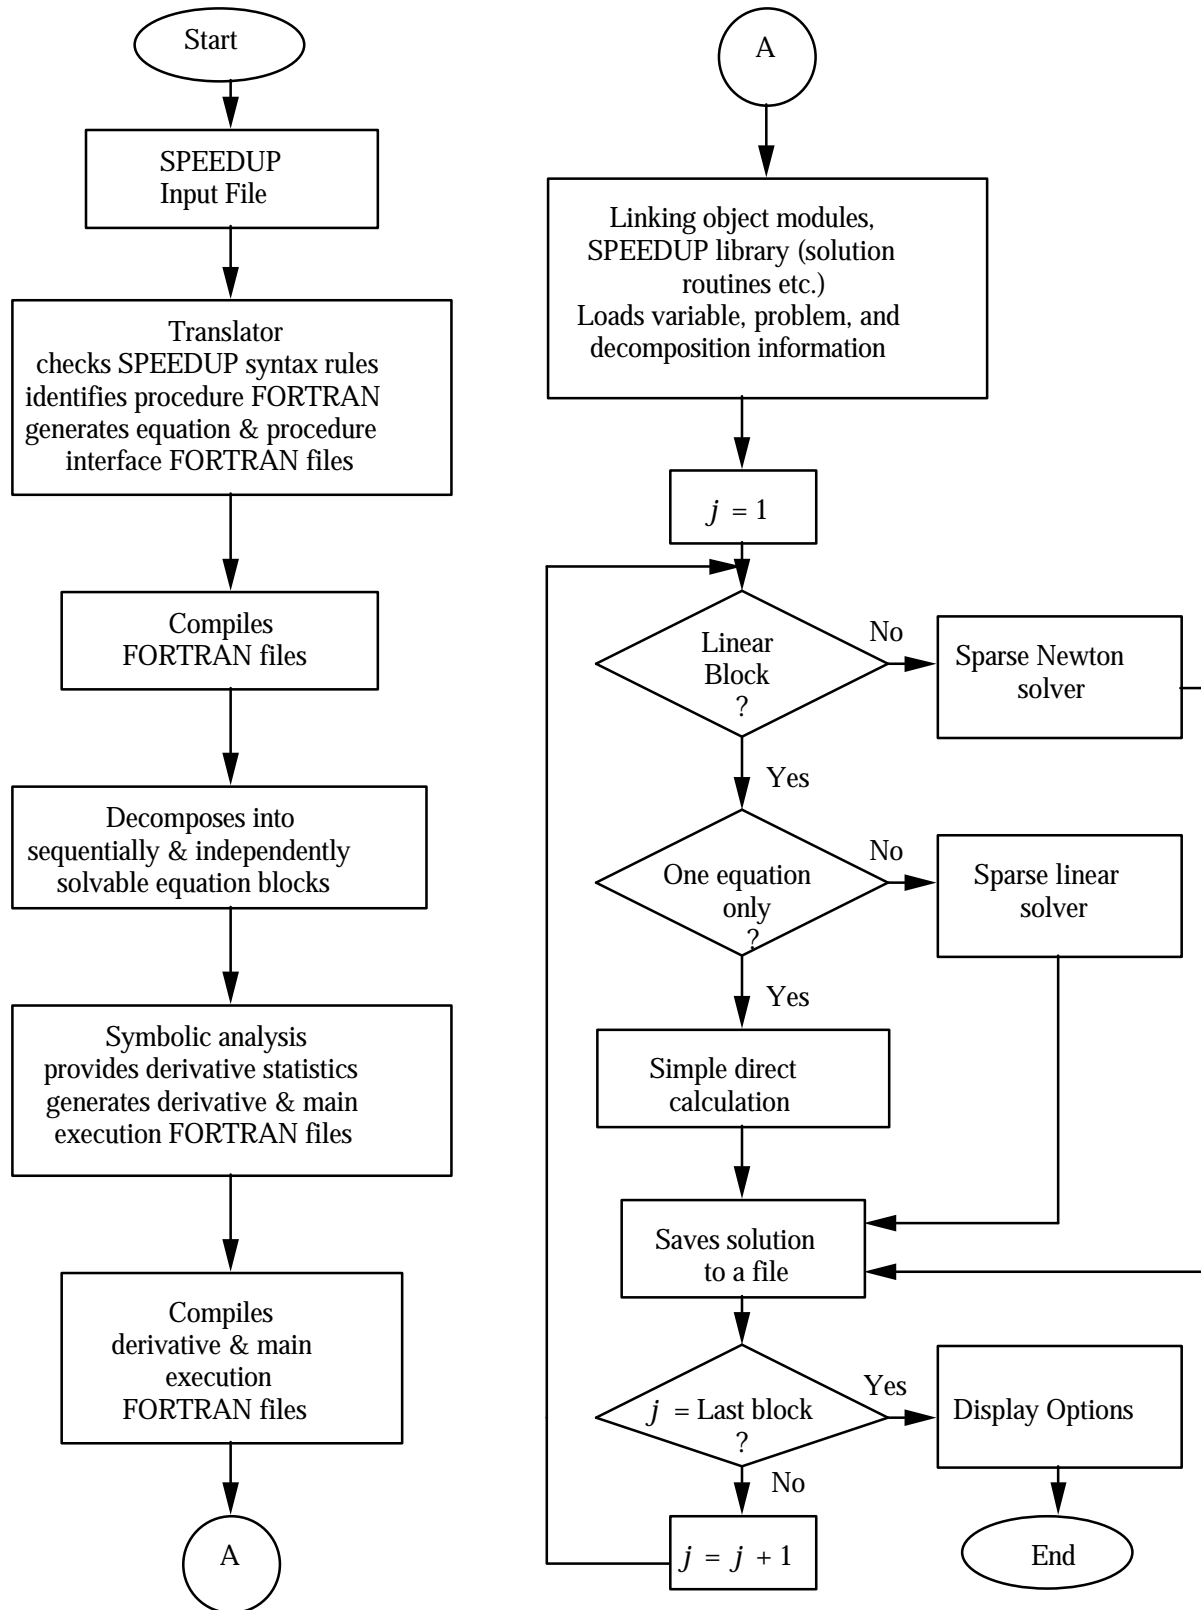 Start
SPEEDUP
Input File
Translator
checks SPEEDUP syntax rules
identifies procedure FORTRAN
generates equation & procedure
interface FORTRAN files
Compiles
FORTRAN files
Decomposes into
sequentially & independently
solvable equation blocks
Symbolic analysis
provides derivative statistics
generates derivative & main
execution FORTRAN files
Compiles
derivative & main
execution
FORTRAN files
A
A
Linking object modules,
SPEEDUP library (solution
routines etc.)
Loads variable, problem, and
decomposition information
j = 1
Linear
Block
?
No
Sparse Newton
solver
Yes
One equation
only
?
No
Sparse linear
solver
Yes
Simple direct
calculation
Saves solution
to a file
j = Last block
?
Yes
Display Options
No
j = j + 1
End